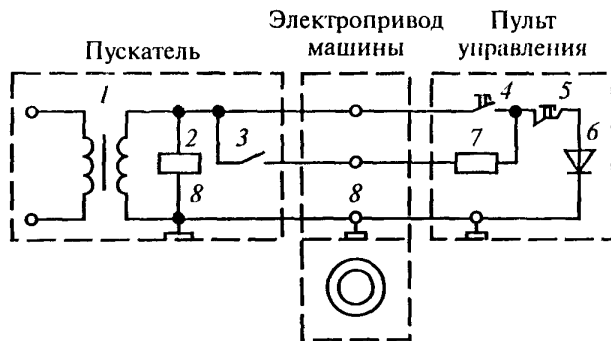 Электропривод
машины
Пульт
управления
Пускатель
1
2
3
4
5
6
7
8
8